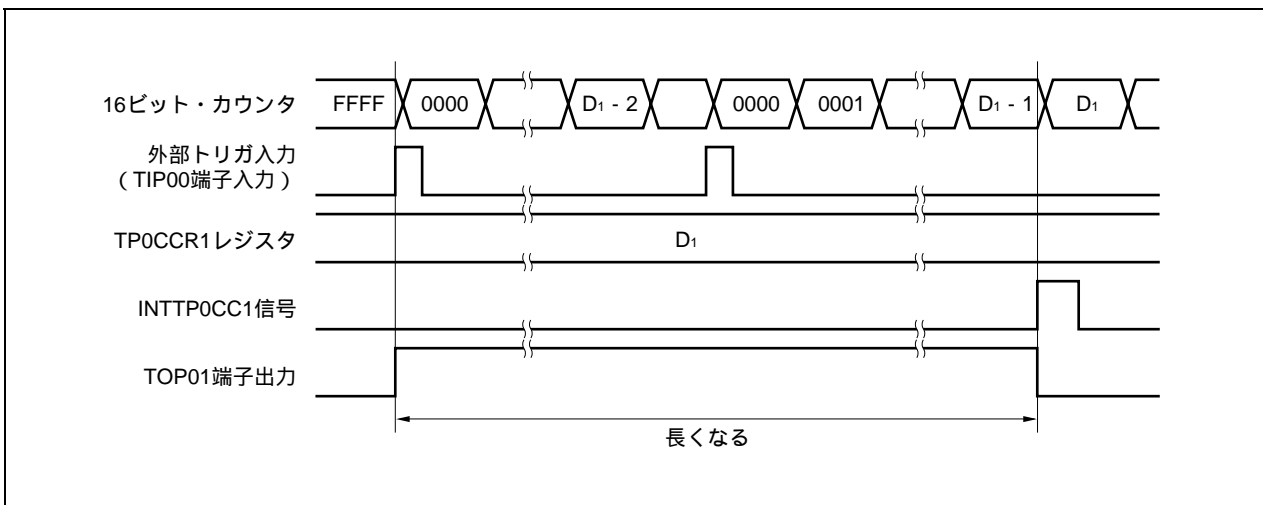 16ビット・カウンタ FFFF 0000 D1 - 2 0000 0001 D1 - 1 D1
外部トリガ入力
（TIP00端子入力）
TP0CCR1レジスタ D1
INTTP0CC1信号
TOP01端子出力
長くなる